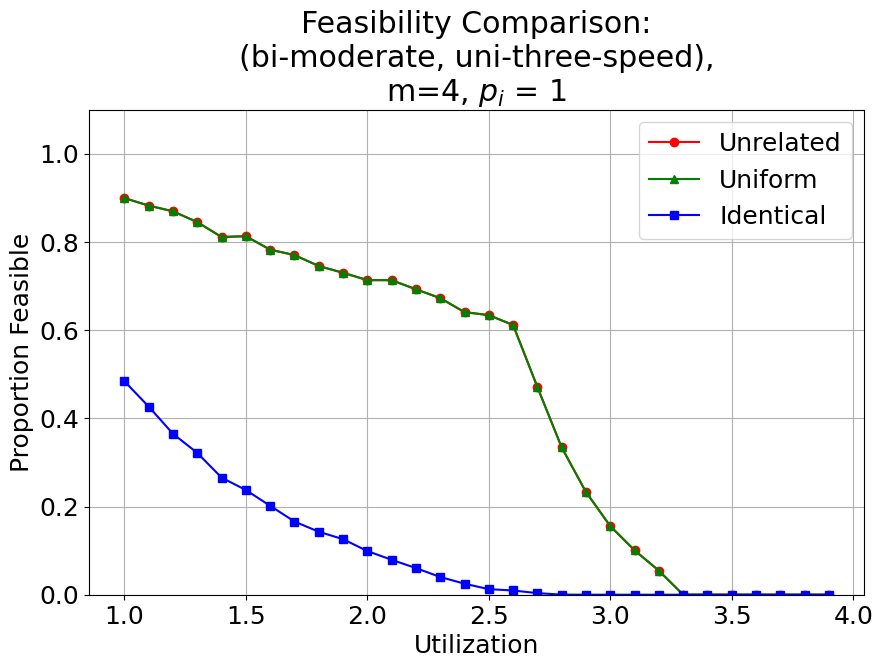 Feasibility Comparison:
(bi-moderate, uni-three-speed),
m=4, $p_i$ = 1
Unrelated
Uniform
Identical
Proportion Feasible
1.0
0.8
0.6
0.4
0.2
0.0
1.0 1.5 2.0 2.5 3.0 3.5 4.0
Utilization